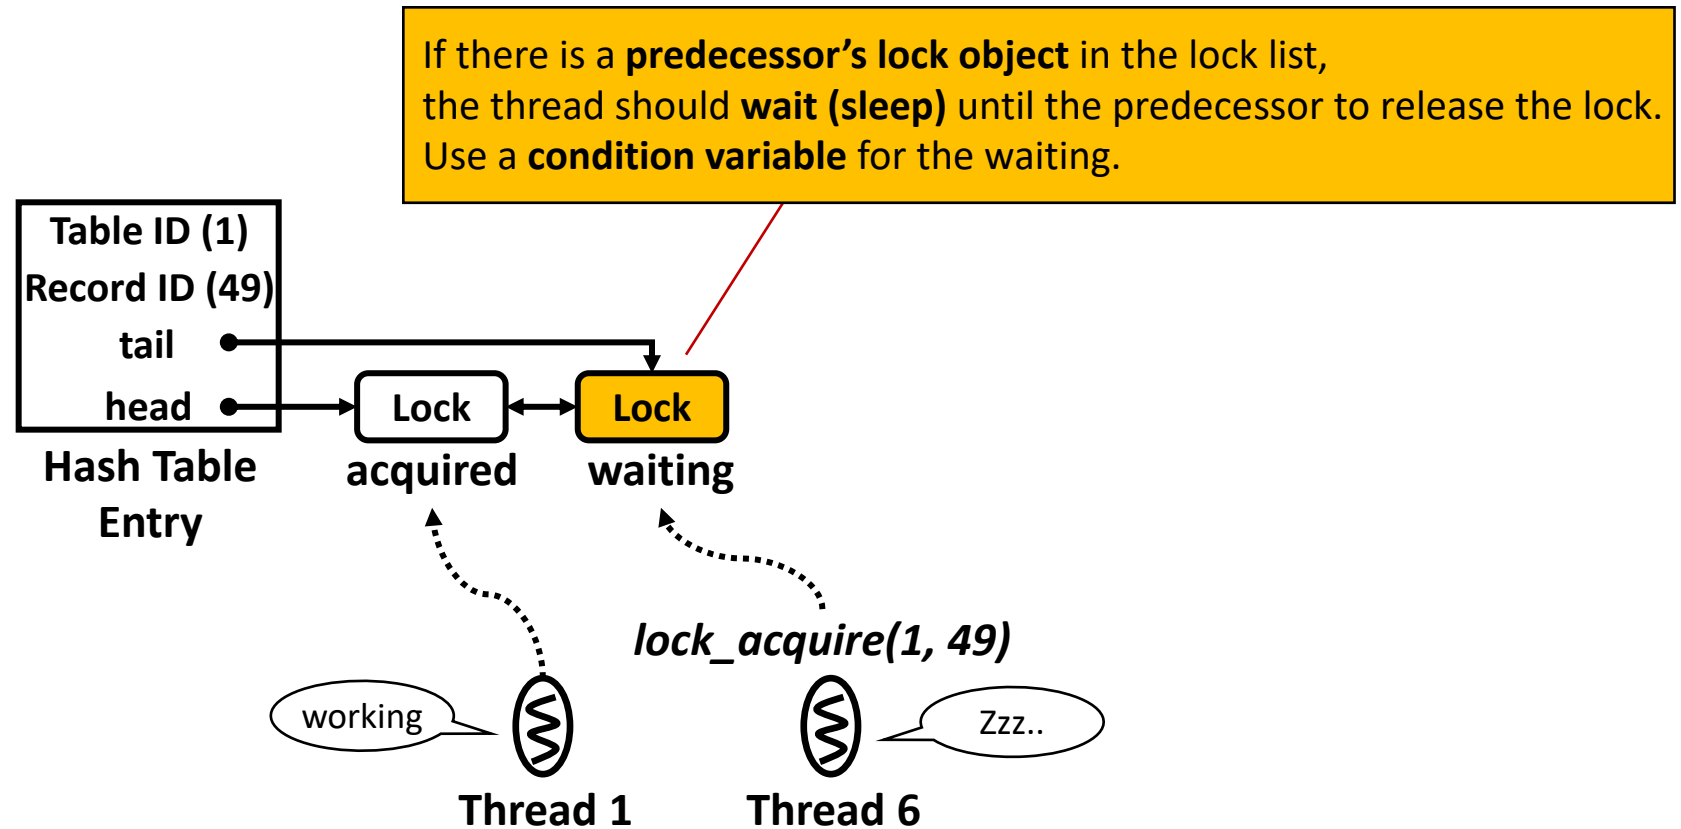 If there is a predecessor’s lock object in the lock list,
the thread should wait (sleep) until the predecessor to release the lock.
Use a condition variable for the waiting.
Table ID (1)
Record ID (49)
tail
head
Lock
Lock
Hash Table
Entry
acquired
waiting
lock_acquire(1, 49)
working
Zzz..
Thread 1
Thread 6